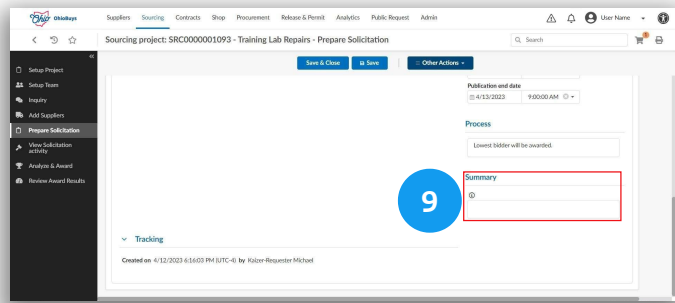 OhioBuys
Suppliers Sourcing Contracts Shop Procurement Release & Permit Analytics Public Request Admin
User Name
Sourcing project: SRC0000001093 - Training Lab Repairs - Prepare Solicitation
Search
1
Save & Close Save Other Actions
Setup Project
Setup Team
Inquiry
Add Suppliers
Prepare Solicitation
View Solicitation
activity
Analyze & Award
Review Award Results
Publication end date
4/13/2023 9:00:00 AM
Process
Lowest bidder will be awarded.
Summary
9
Tracking
Created on 4/12/2023 6:16:03 PM (UTC-4) by Kaizer-Requester Michael